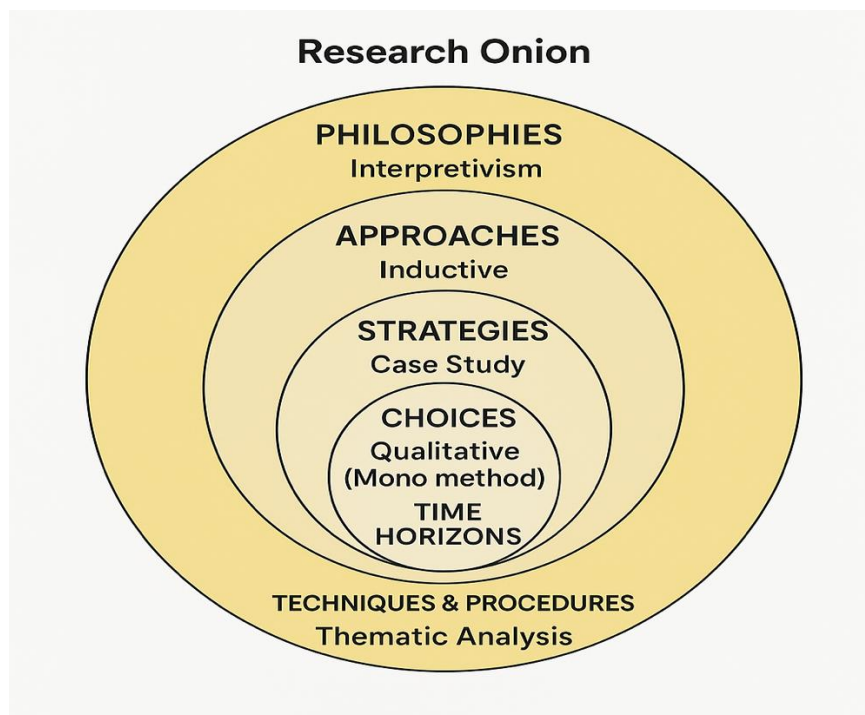 Research Onion
PHILOSOPHIES
Interpretivism
APPROACHES
Inductive
STRATEGIES
Case Study
CHOICES
Qualitative
(Mono method)
TIME
HORIZONS
TECHNIQUES & PROCEDURES
Thematic Analysis